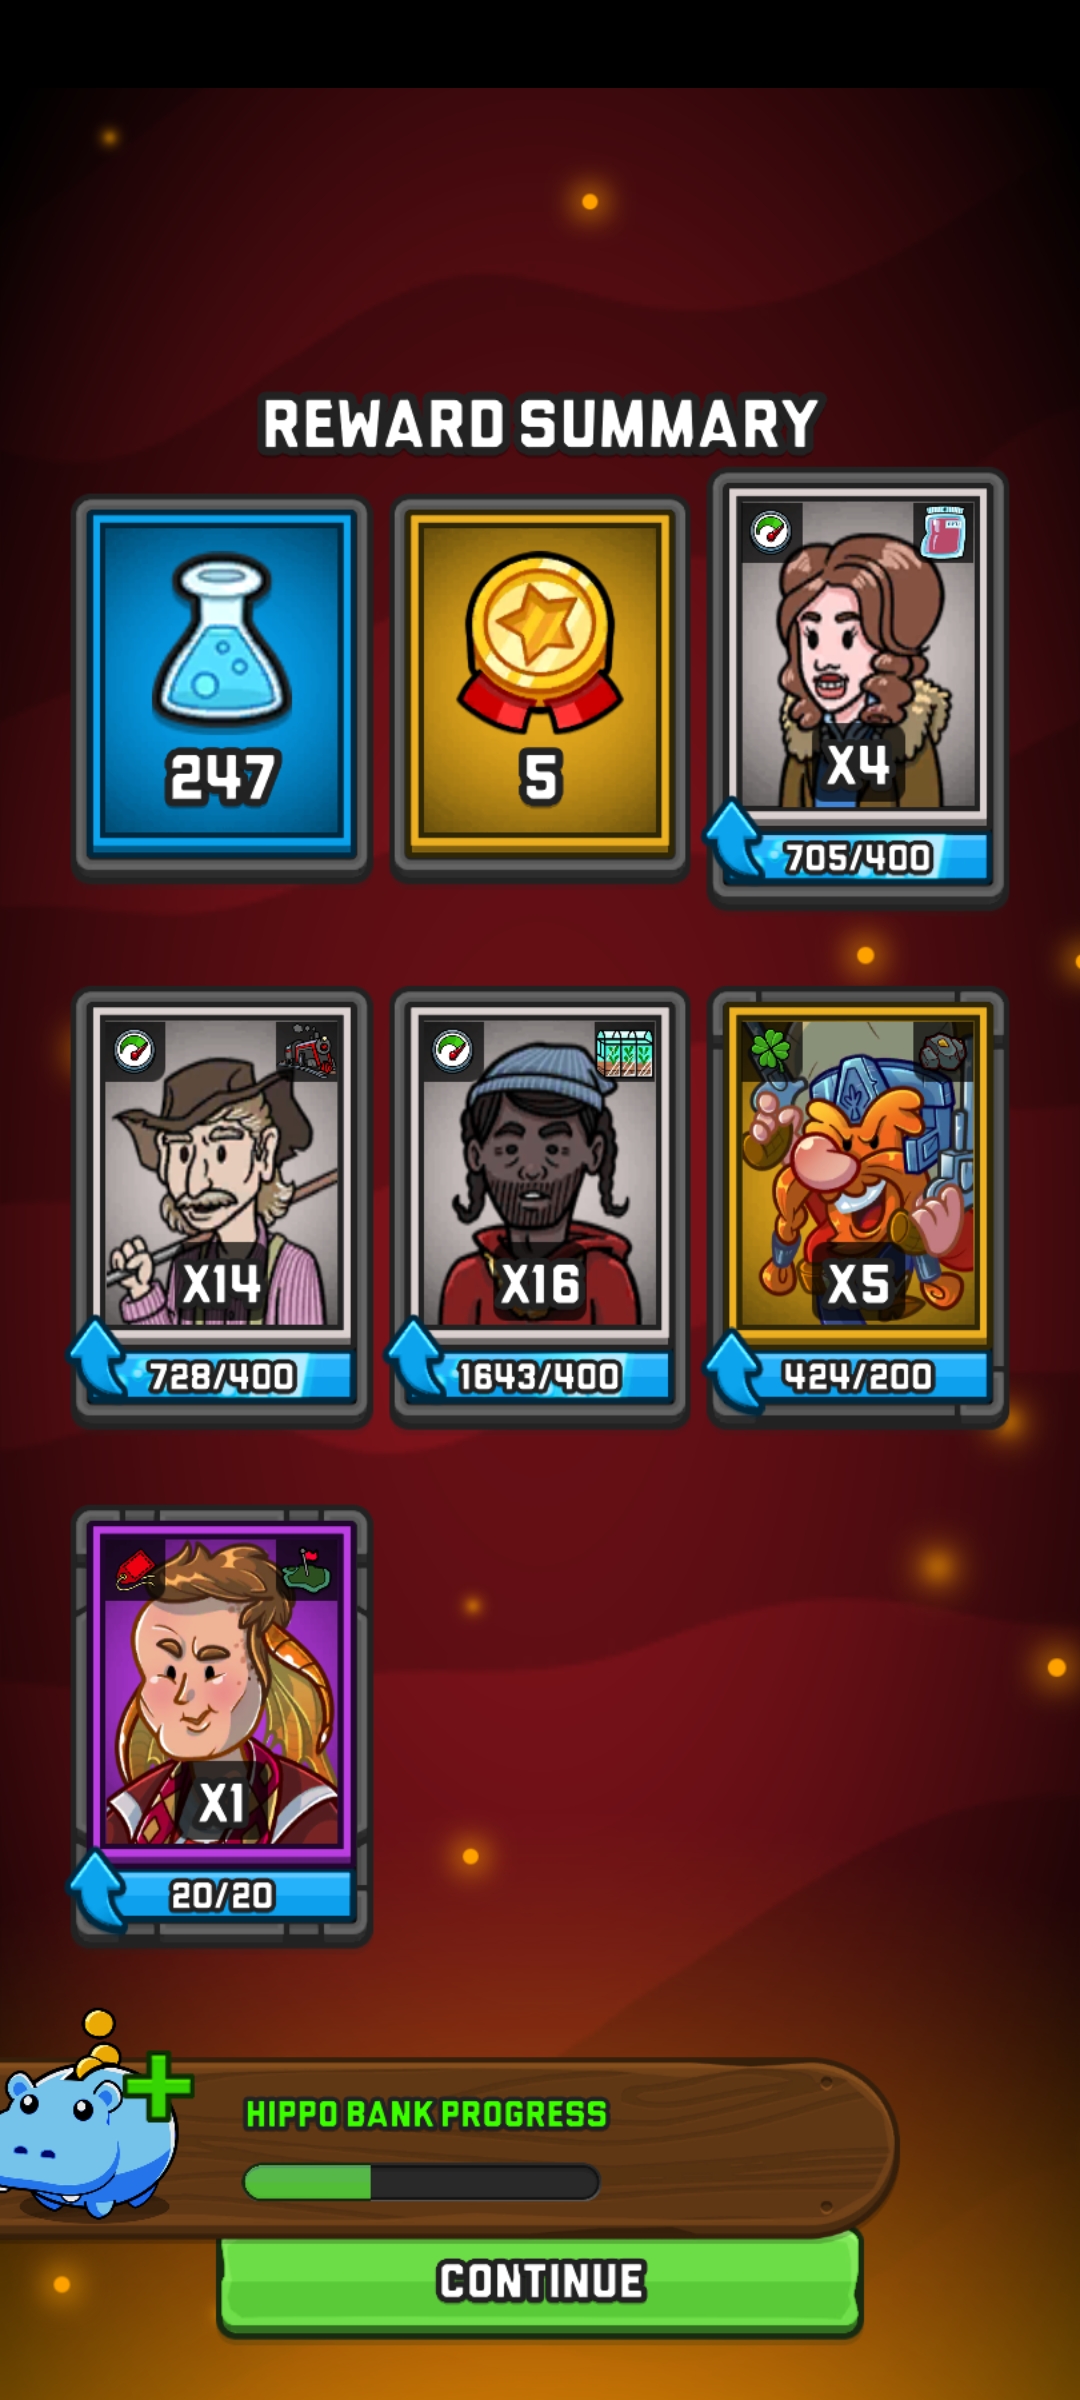 REWARD SUMMARY
247
5
X4
705/400
X14
728/400
X16
1643/400
X5
424/200
X1
20/20
HIPPO BANK PROGRESS
CONTINUE